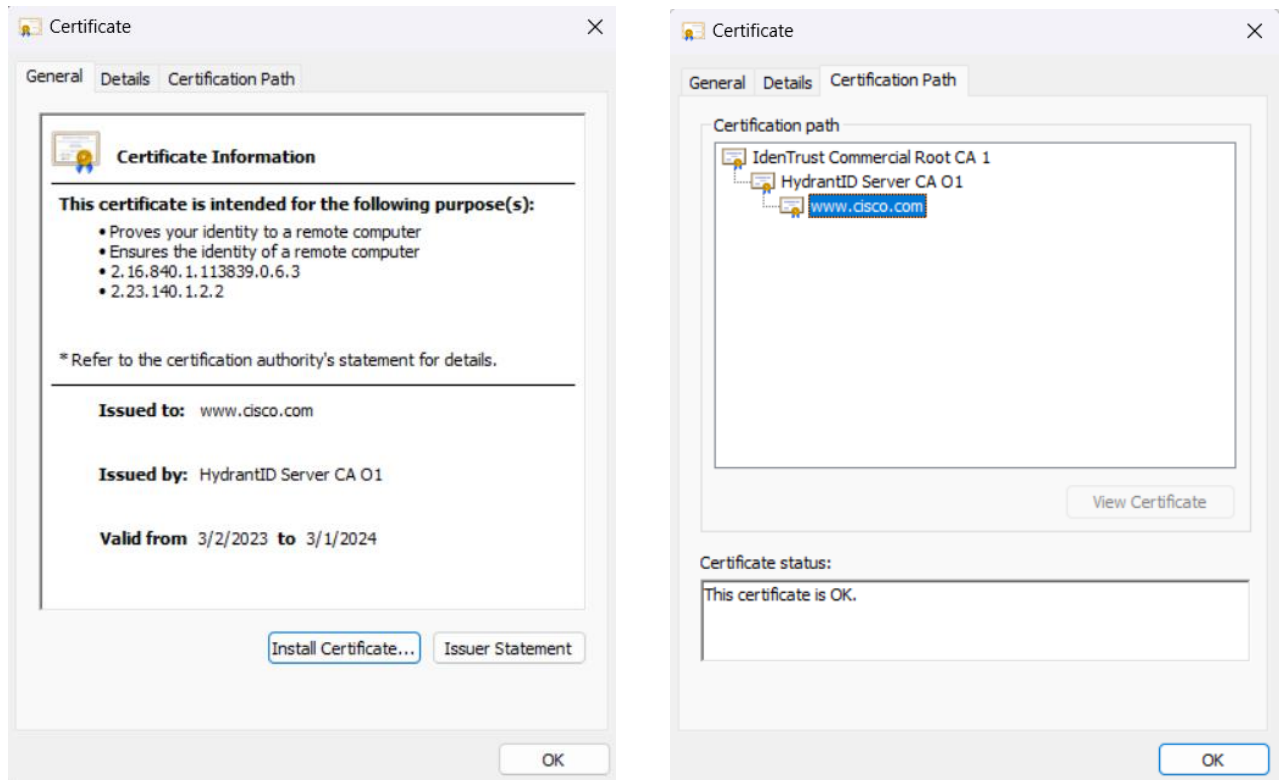 Certificate
General Details Certification Path
Certificate Information
This certificate is intended for the following purpose(s):
• Proves your identity to a remote computer
• Ensures the identity of a remote computer
• 2.16.840.1.113839.0.6.3
• 2.23.140.1.2.2
* Refer to the certification authority's statement for details.
Issued to: www.cisco.com
Issued by: HydrantID Server CA O1
Valid from 3/2/2023 to 3/1/2024
Install Certificate... Issuer Statement
OK
Certificate
General Details Certification Path
Certification path
IdenTrust Commercial Root CA 1
HydrantID Server CA O1
www.cisco.com
View Certificate
Certificate status:
This certificate is OK.
OK